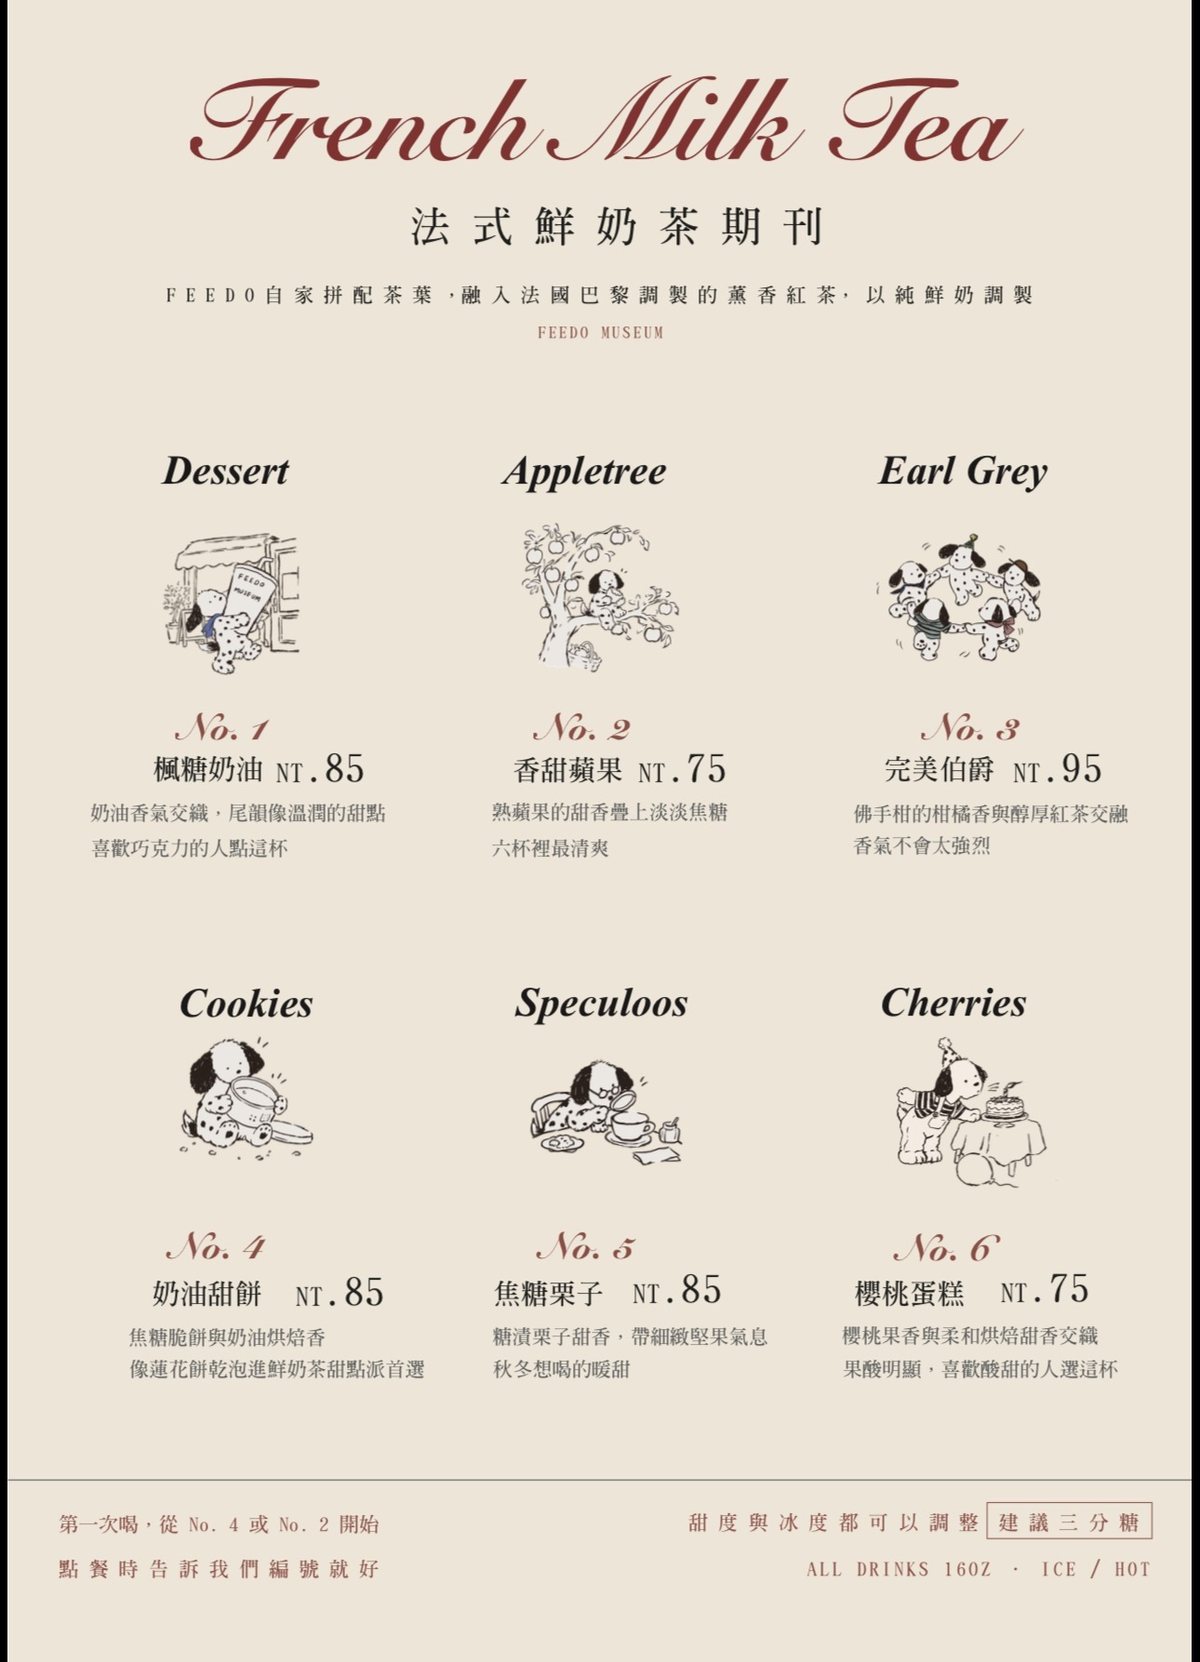 French Milk Tea
法式鮮奶茶期刊
FEEDO自家拼配茶葉，融入法國巴黎調製的薰香紅茶，以純鮮奶調製
FEEDO MUSEUM
Dessert
FEEDO
MUSEUM
No. 1
楓糖奶油 NT.85
奶油香氣交織，尾韻像溫潤的甜點
喜歡巧克力的人點這杯
Appletree
No. 2
香甜蘋果 NT.75
熟蘋果的甜香疊上淡淡焦糖
六杯裡最清爽
Earl Grey
No. 3
完美伯爵 NT.95
佛手柑的柑橘香與醇厚紅茶交融
香氣不會太強烈
Cookies
No. 4
奶油甜餅 NT.85
焦糖脆餅與奶油烘焙香
像蓮花餅乾泡進鮮奶茶甜點派首選
Speculoos
No. 5
焦糖栗子 NT.85
糖漬栗子甜香，帶細緻堅果氣息
秋冬想喝的暖甜
Cherries
No. 6
櫻桃蛋糕 NT.75
櫻桃果香與柔和烘焙甜香交織
果酸明顯，喜歡酸甜的人選這杯
第一次喝，從 No. 4 或 No. 2 開始
點餐時告訴我們編號就好
甜度與冰度都可以調整 建議三分糖
ALL DRINKS 16OZ · ICE / HOT